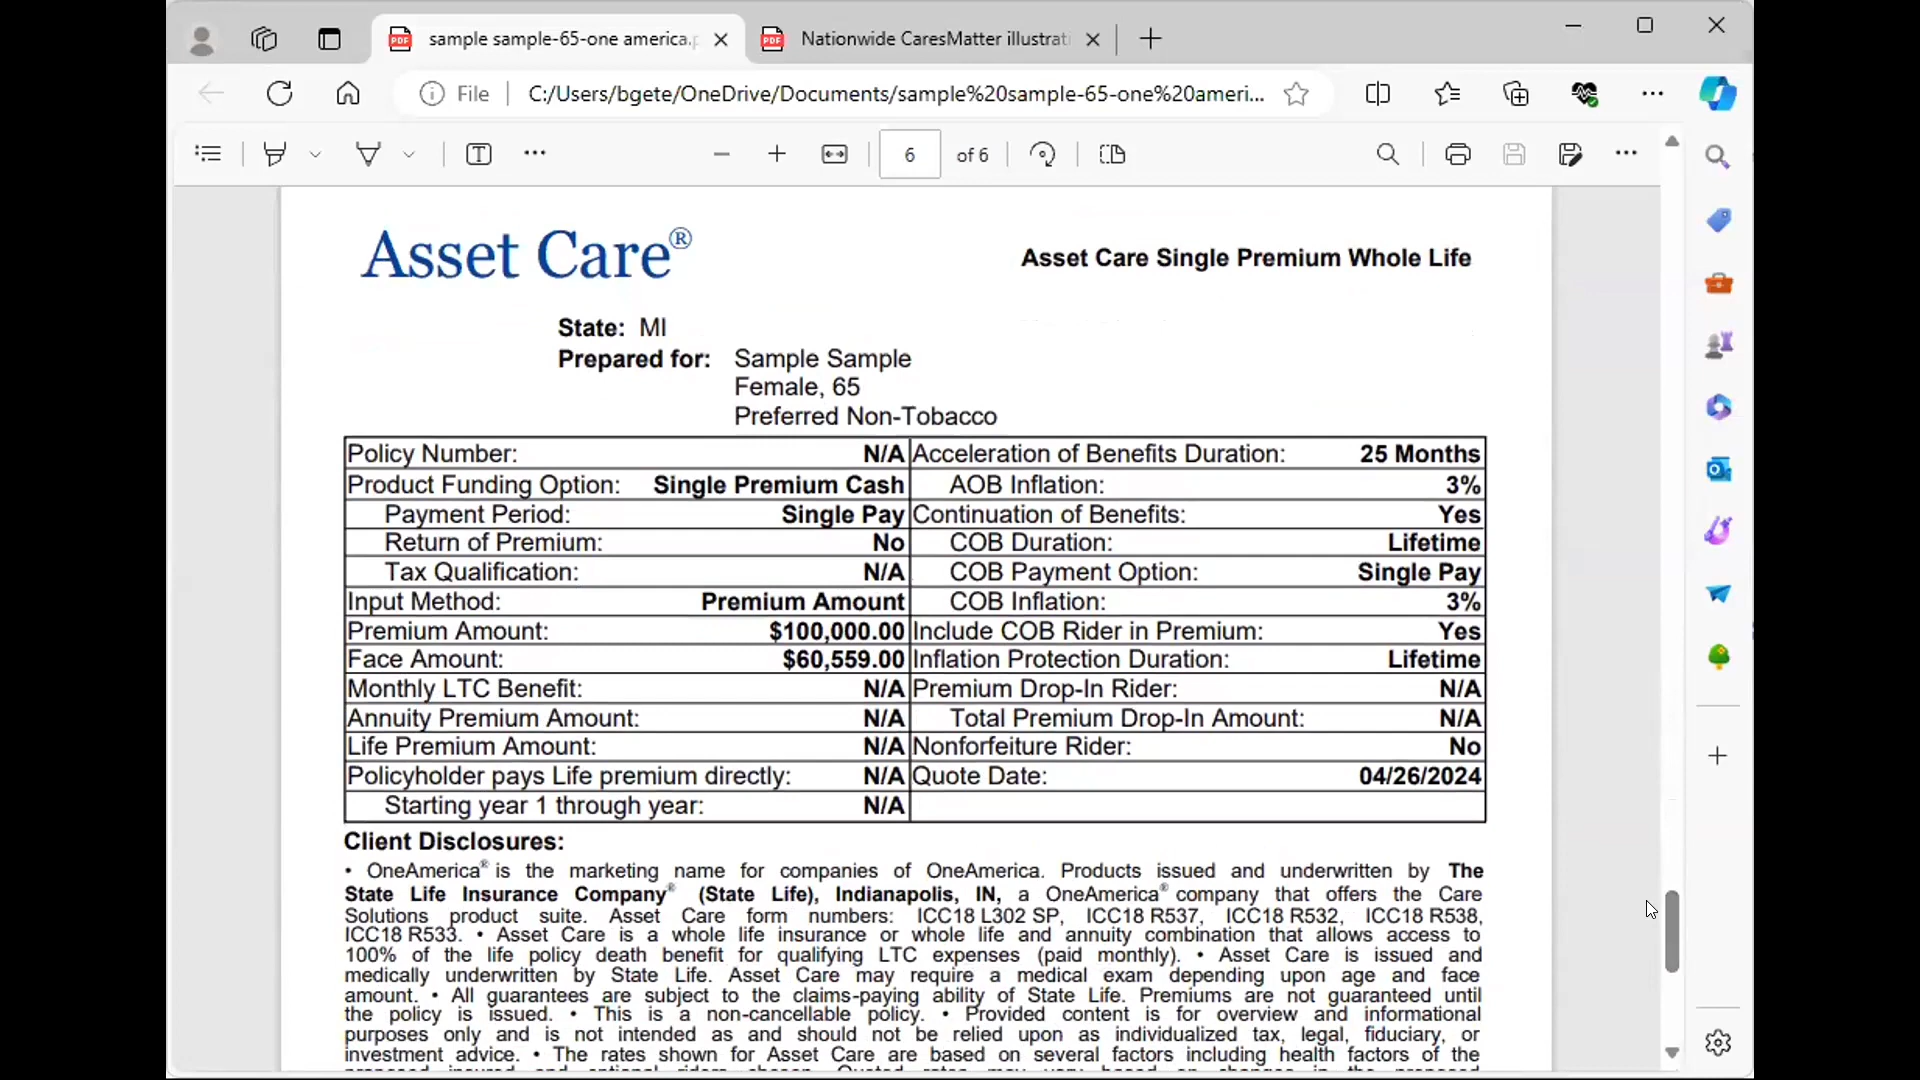 sample sample-65-one america.p
Nationwide CaresMatter illustrati
File
C:/Users/bgete/OneDrive/Documents/sample%20sample-65-one%20ameri...
6 of 6
Asset Care®
Asset Care Single Premium Whole Life
State: MI
Prepared for: Sample Sample
Female, 65
Preferred Non-Tobacco
Policy Number: N/A Acceleration of Benefits Duration: 25 Months
Product Funding Option: Single Premium Cash AOB Inflation: 3%
Payment Period: Single Pay Continuation of Benefits: Yes
Return of Premium: No COB Duration: Lifetime
Tax Qualification: N/A COB Payment Option: Single Pay
Input Method: Premium Amount COB Inflation: 3%
Premium Amount: $100,000.00 Include COB Rider in Premium: Yes
Face Amount: $60,559.00 Inflation Protection Duration: Lifetime
Monthly LTC Benefit: N/A Premium Drop-In Rider: N/A
Annuity Premium Amount: N/A Total Premium Drop-In Amount: N/A
Life Premium Amount: N/A Nonforfeiture Rider: No
Policyholder pays Life premium directly: N/A Quote Date: 04/26/2024
Starting year 1 through year: N/A
Client Disclosures:
• OneAmerica® is the marketing name for companies of OneAmerica. Products issued and underwritten by The
State Life Insurance Company® (State Life), Indianapolis, IN, a OneAmerica® company that offers the Care
Solutions product suite. Asset Care form numbers: ICC18 L302 SP, ICC18 R537, ICC18 R532, ICC18 R538,
ICC18 R533. • Asset Care is a whole life insurance or whole life and annuity combination that allows access to
100% of the life policy death benefit for qualifying LTC expenses (paid monthly). • Asset Care is issued and
medically underwritten by State Life. Asset Care may require a medical exam depending upon age and face
amount. • All guarantees are subject to the claims-paying ability of State Life. Premiums are not guaranteed until
the policy is issued. • This is a non-cancellable policy. • Provided content is for overview and informational
purposes only and is not intended as and should not be relied upon as individualized tax, legal, fiduciary, or
investment advice. • The rates shown for Asset Care are based on several factors including health factors of the